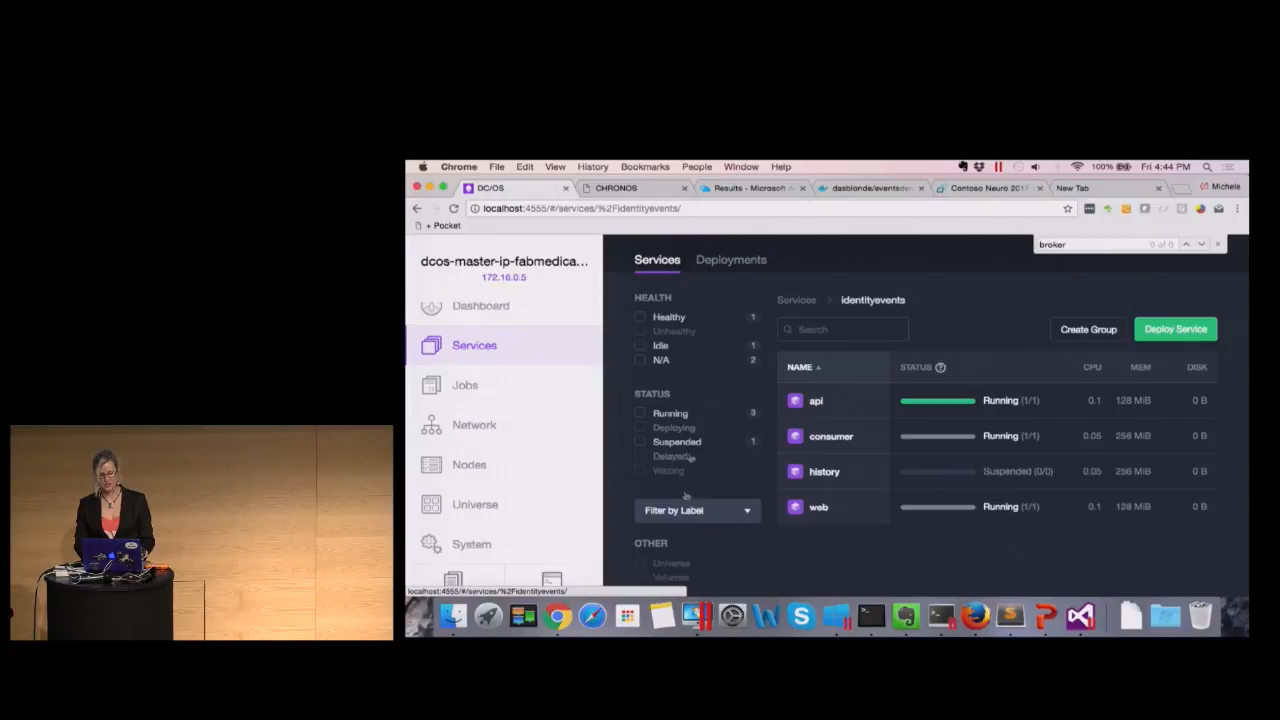 Chrome File Edit View History Bookmarks People Window Help 100% Fri 4:44 PM
DC/OS CHRONOS Results - Microsoft A dasblonde/eventsde Contoso Neuro 2017 New Tab Michele
localhost:4555/#/services/%2Fidentityevents/
+ Pocket
broker 0 of 0
dcos-master-ip-fabmedica...
172.16.0.5
Dashboard
Services
Jobs
Network
Nodes
Universe
System
localhost:4555/#/services/%2Fidentityevents/
Services Deployments
HEALTH
Healthy 1
Unhealthy
Idle 1
N/A 2
STATUS
Running 3
Deploying
Suspended 1
Delayed
Waiting
Filter by Label
OTHER
Universe
Volumes
Services > identityevents
Search Create Group Deploy Service
NAME STATUS CPU MEM DISK
api Running (1/1) 0.1 128 MiB 0 B
consumer Running (1/1) 0.05 256 MiB 0 B
history Suspended (0/0) 0.05 256 MiB 0 B
web Running (1/1) 0.1 128 MiB 0 B